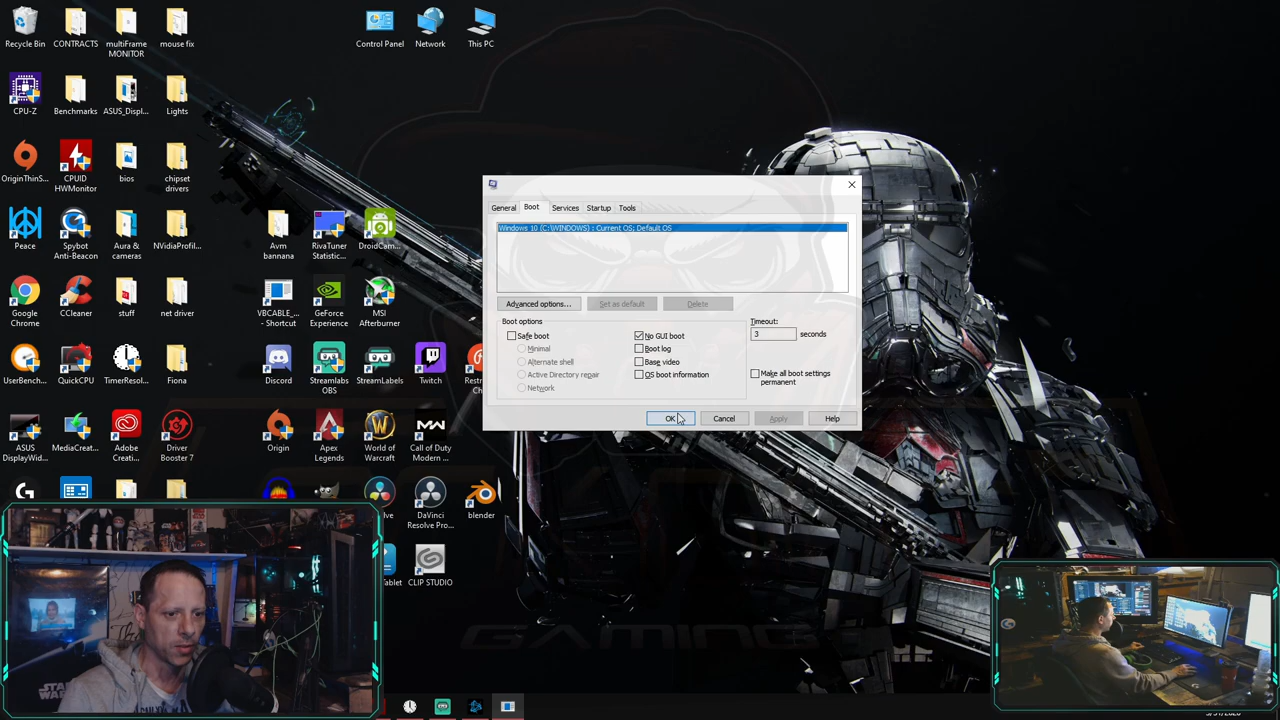 Recycle Bin
CONTRACTS
multiFrame
MONITOR
mouse fix
Control Panel
Network
This PC
CPU-Z
Benchmarks
ASUS_Displ...
Lights
OriginThinS...
CPUID
HWMonitor
bios
chipset
drivers
Peace
Spybot
Anti-Beacon
Aura &
cameras
NVidiaProfil...
Avm
bannana
RivaTuner
Statistic...
DroidCam...
Google
Chrome
CCleaner
stuff
net driver
VBCABLE_...
- Shortcut
GeForce
Experience
MSI
Afterburner
UserBench...
QuickCPU
TimerResol...
Fiona
Discord
Streamlabs
OBS
StreamLabels
Twitch
ASUS
DisplayWid...
MediaCreat...
Adobe
Creati...
Driver
Booster 7
Origin
Apex
Legends
World of
Warcraft
Call of Duty
Modern ...
DaVinci
Resolve Pro...
blender
CLIP STUDIO
General
Boot
Services
Startup
Tools
Windows 10 (C:\WINDOWS) : Current OS; Default OS
Advanced options...
Set as default
Delete
Boot options
Safe boot
Minimal
Alternate shell
Active Directory repair
Network
No GUI boot
Boot log
Base video
OS boot information
Timeout:
3 seconds
Make all boot settings
permanent
OK
Cancel
Apply
Help
GAMING
STAR